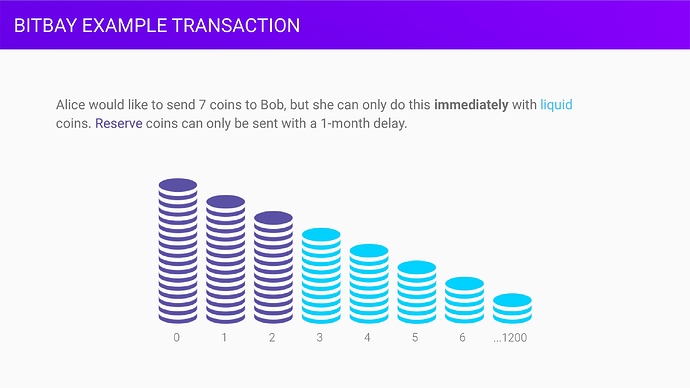 BITBAY EXAMPLE TRANSACTION
Alice would like to send 7 coins to Bob, but she can only do this immediately with liquid
coins. Reserve coins can only be sent with a 1-month delay.
0 1 2 3 4 5 6 ...1200